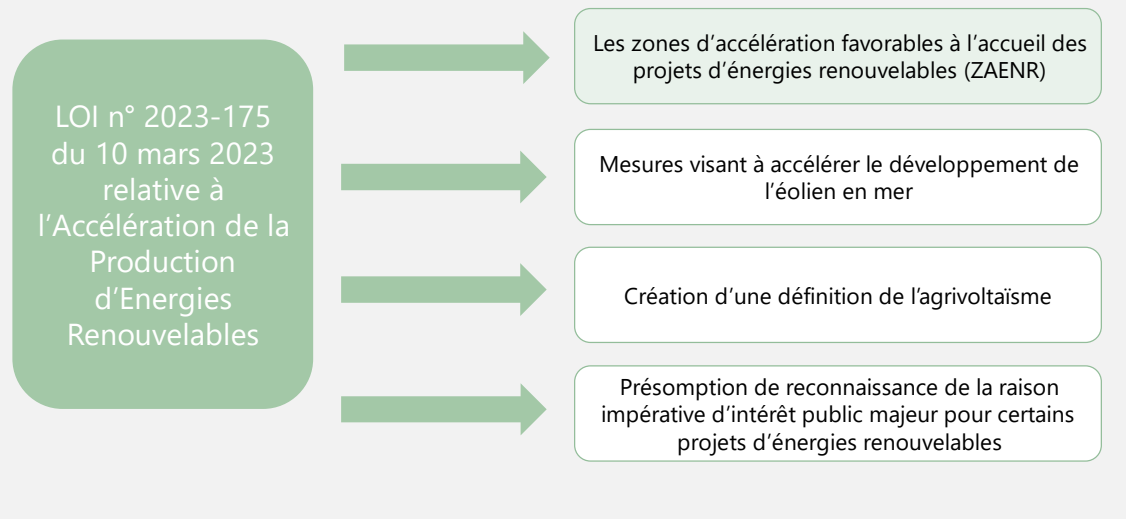 LOI n° 2023-175
du 10 mars 2023
relative à
l'Accélération de la
Production
d'Energies
Renouvelables
Les zones d'accélération favorables à l'accueil des
projets d'énergies renouvelables (ZAENR)
Mesures visant à accélérer le développement de
l'éolien en mer
Création d'une définition de l'agrivoltaïsme
Présomption de reconnaissance de la raison
impérative d'intérêt public majeur pour certains
projets d'énergies renouvelables